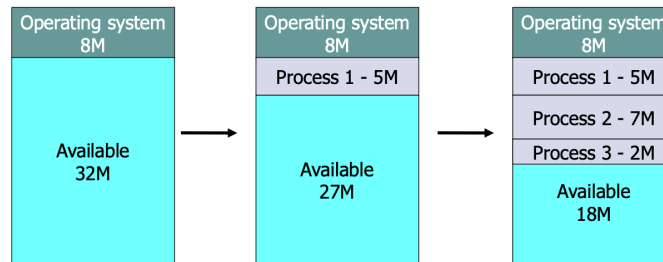 Operating system
8M
Available
32M
Operating system
8M
Process 1 - 5M
Available
27M
Operating system
8M
Process 1 - 5M
Process 2 - 7M
Process 3 - 2M
Available
18M